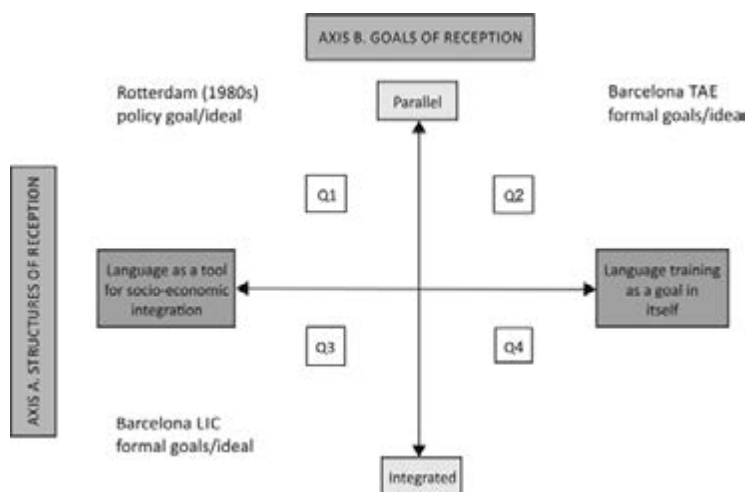 AXIS B. GOALS OF RECEPTION
Rotterdam (1980s)
policy goal/ideal
Parallel
Barcelona TAE
formal goals/idea
Q1
Q2
AXIS A. STRUCTURES OF RECEPTION
Language as a tool
for socio-economic
integration
Language training
as a goal in
itself
Q3
Q4
Barcelona LIC
formal goals/ideal
Integrated